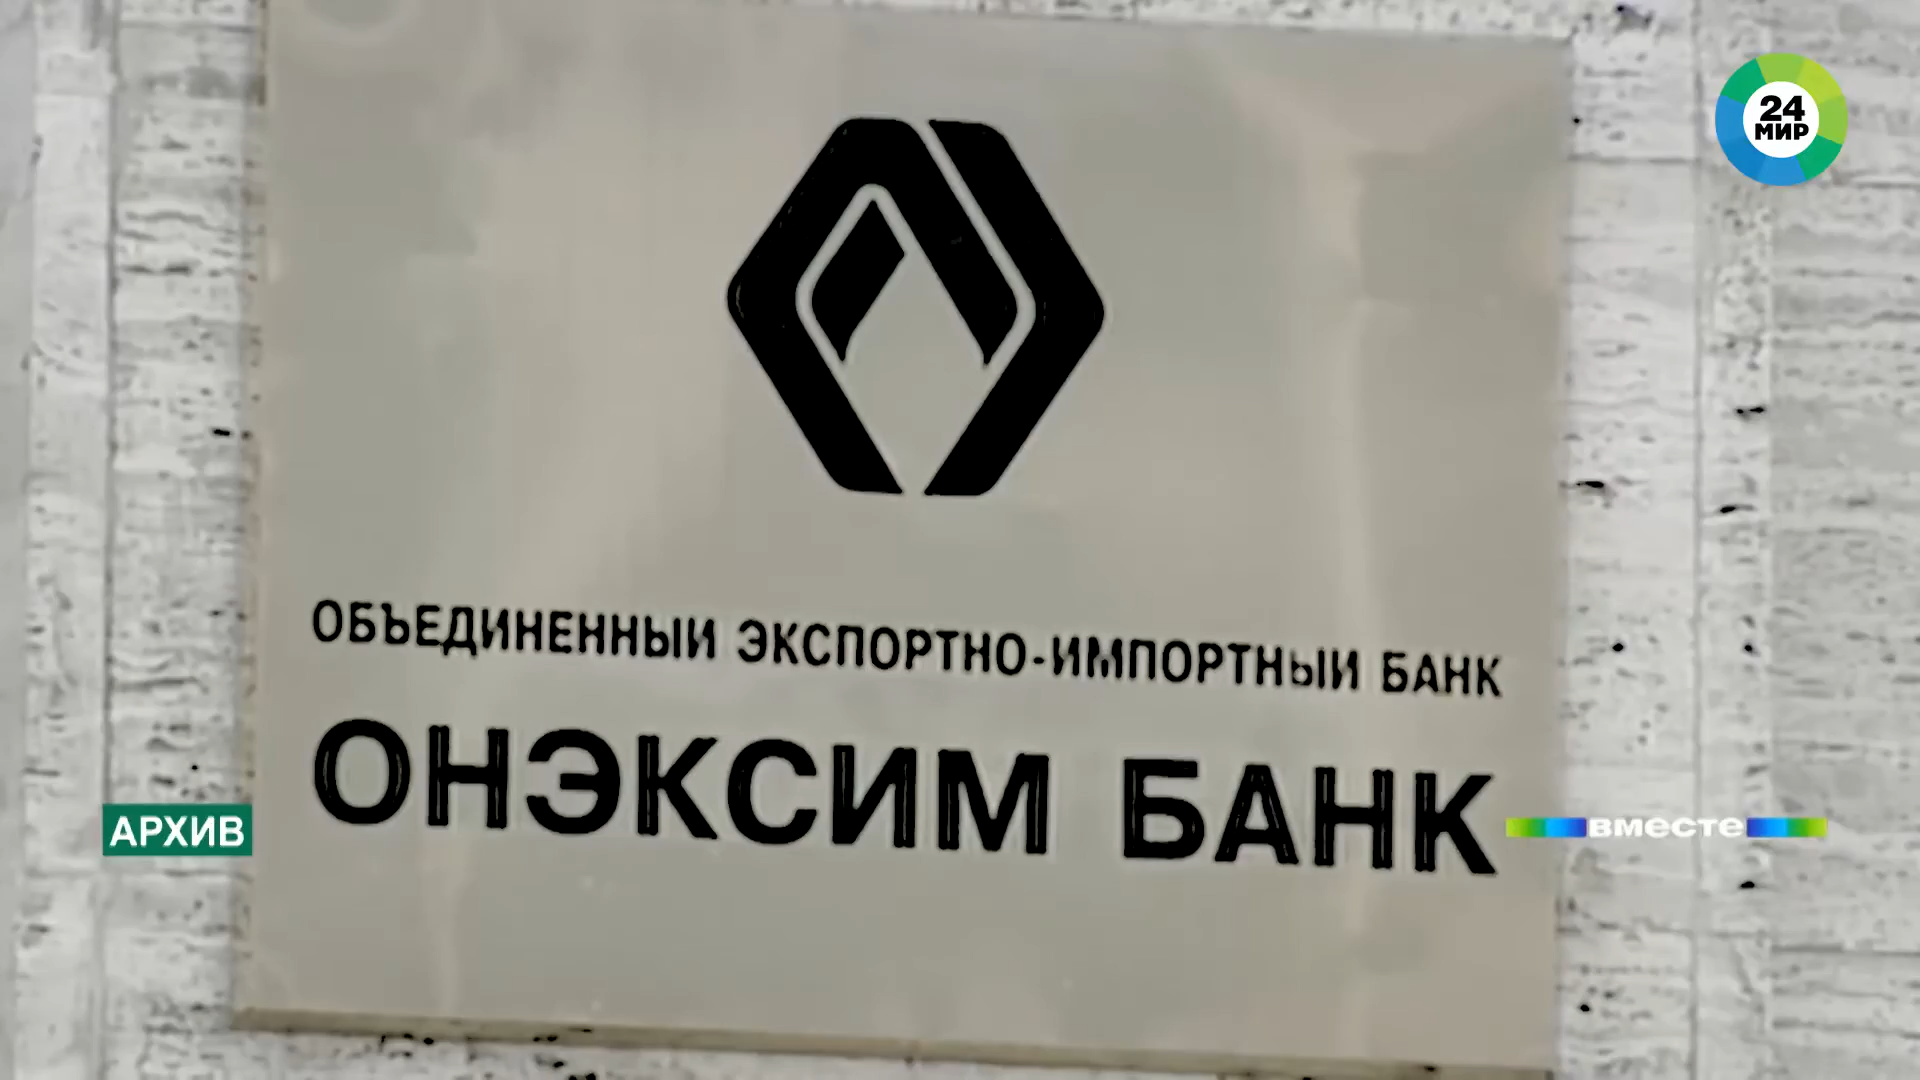 24
МИР
ОБЪЕДИНЕННЫЙ ЭКСПОРТНО-ИМПОРТНЫЙ БАНК
ОНЭКСИМ БАНК
АРХИВ
вместе